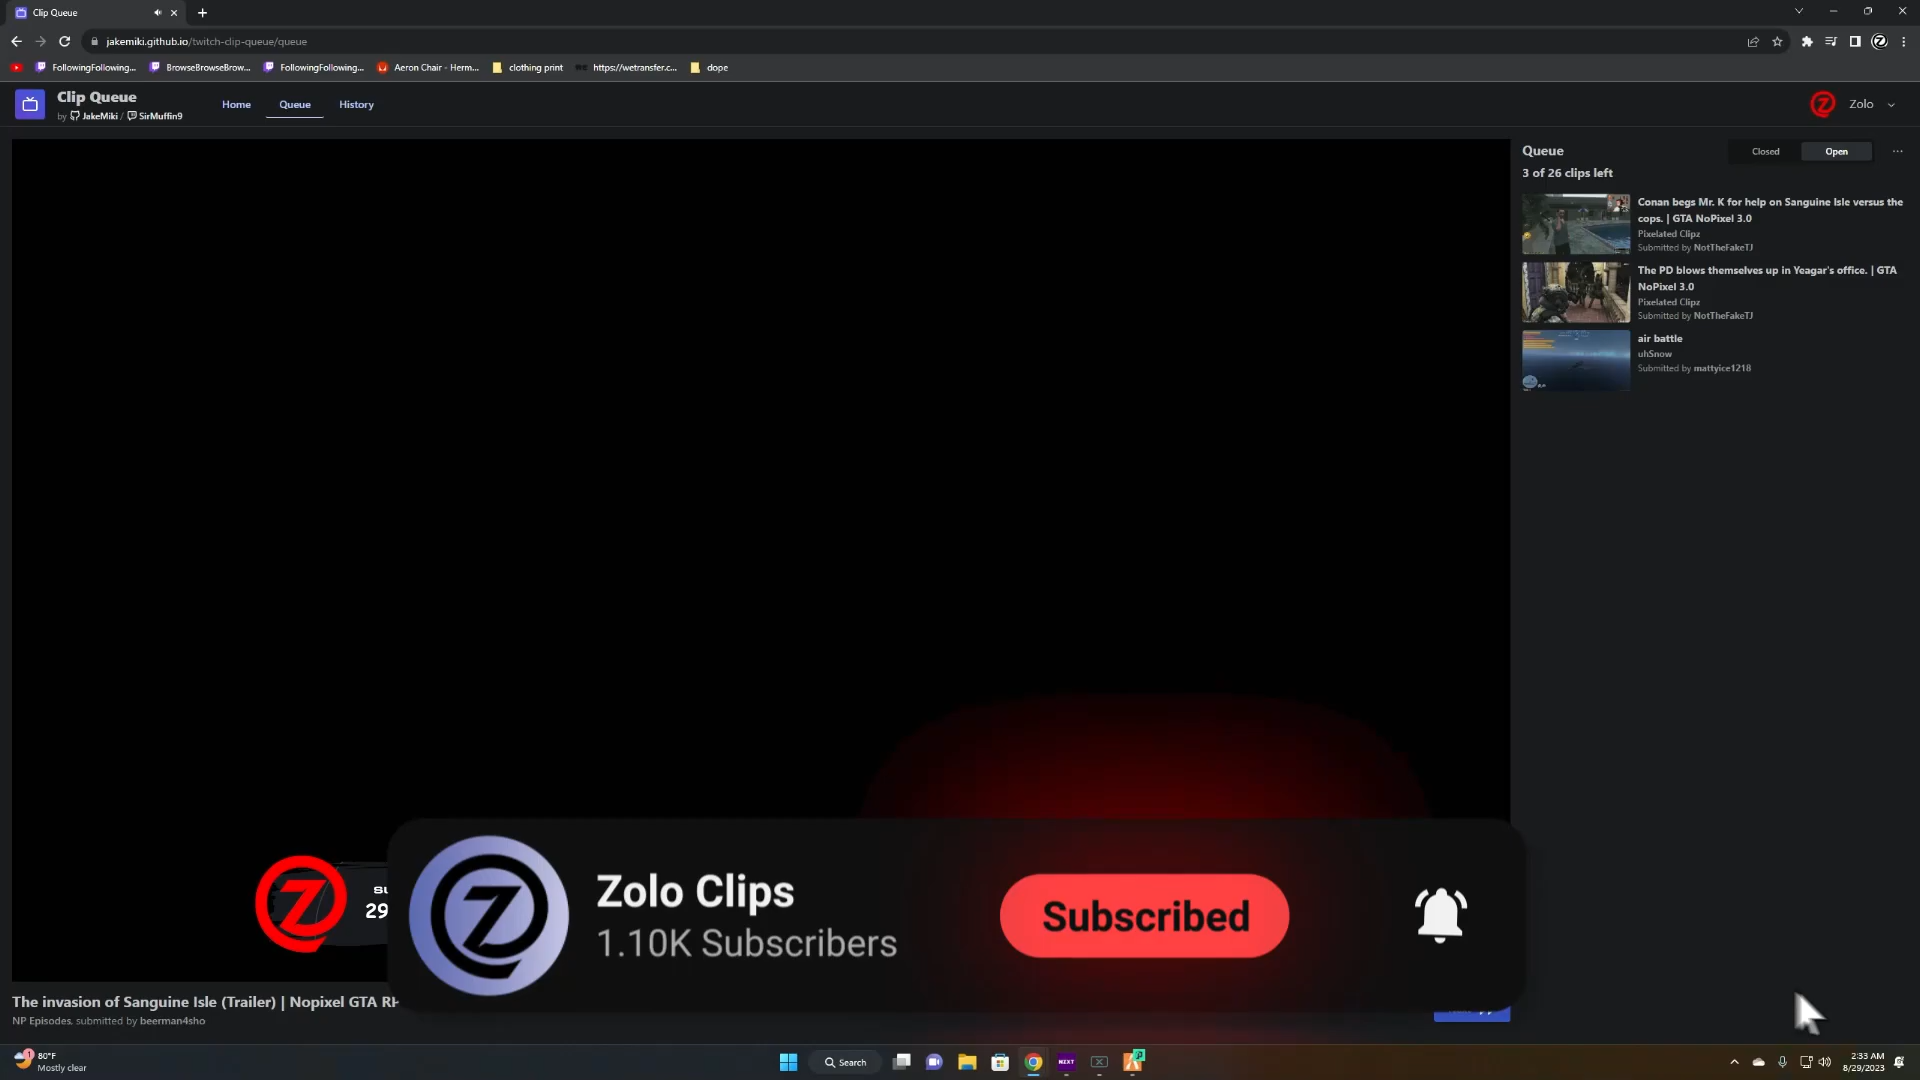 Clip Queue
jakemiki.github.io/twitch-clip-queue/queue
FollowingFollowing... BrowseBrowseBrow... FollowingFollowing... Aeron Chair - Herm... clothing print https://wetransfer.c... dope
Clip Queue
by JakeMiki / SirMuffin9
Home Queue History
Zolo
Queue
Closed Open
3 of 26 clips left
Conan begs Mr. K for help on Sanguine Isle versus the
cops. | GTA NoPixel 3.0
Pixelated Clipz
Submitted by NotTheFakeTJ
The PD blows themselves up in Yeagar's office. | GTA
NoPixel 3.0
Pixelated Clipz
Submitted by NotTheFakeTJ
air battle
uhSnow
Submitted by mattyice1218
29
Zolo Clips
1.10K Subscribers
Subscribed
The invasion of Sanguine Isle (Trailer) | Nopixel GTA RP
NP Episodes, submitted by beerman4sho
1
80°F
Mostly clear
Search
NEXT
2:33 AM
8/29/2023